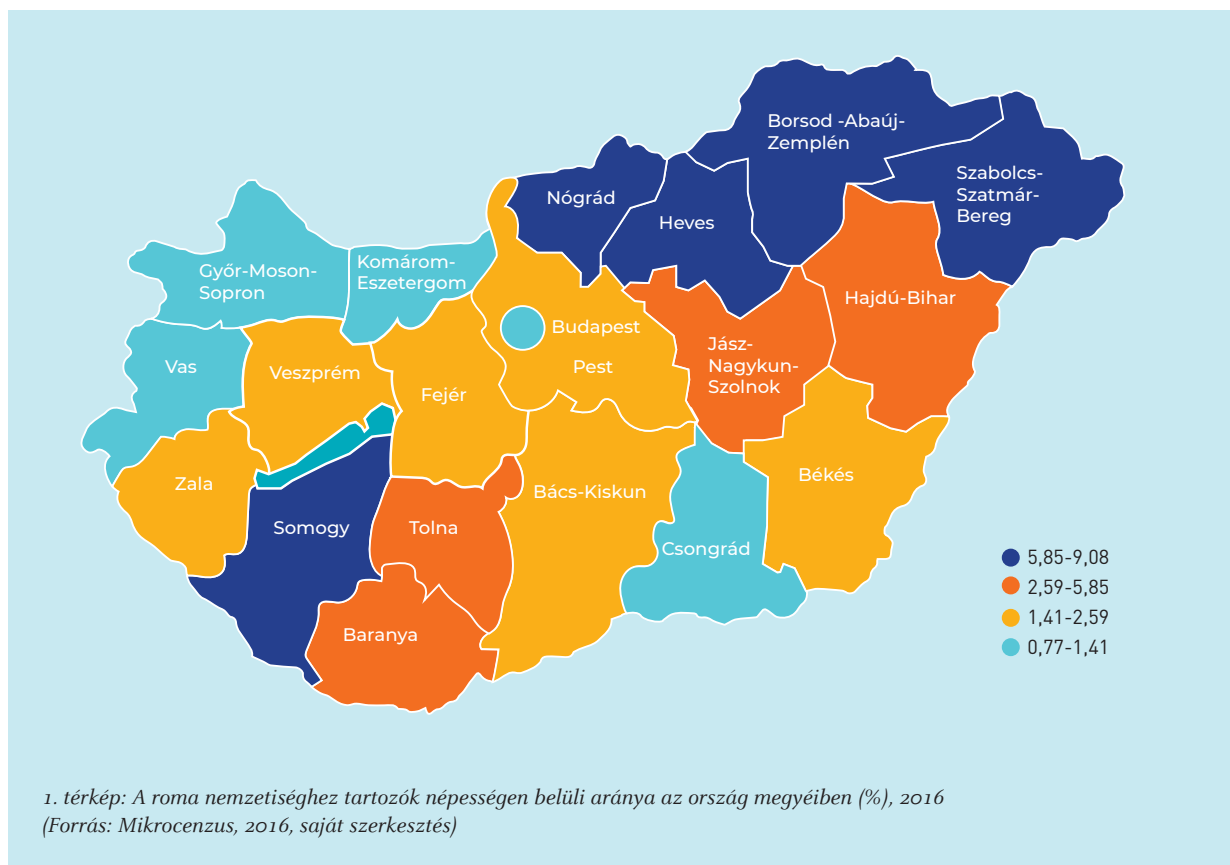 Borsod -Abaúj-
Zemplén
Szabolcs-
Szatmár-
Bereg
Nógrád
Heves
Győr-Moson-
Sopron
Komárom-
Eszetergom
Hajdú-Bihar
Budapest
Pest
Jász-
Nagykun-
Szolnok
Vas
Veszprém
Fejér
Zala
Bács-Kiskun
Békés
Somogy
Tolna
Csongrád
Baranya
5,85-9,08
2,59-5,85
1,41-2,59
0,77-1,41
1. térkép: A roma nemzetiséghez tartozók népességen belüli aránya az ország megyéiben (%), 2016
(Forrás: Mikrocenzus, 2016, saját szerkesztés)